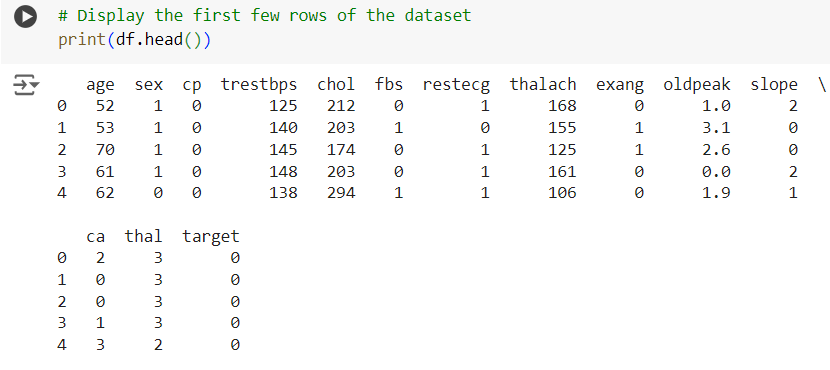 # Display the first few rows of the dataset
print(df.head())
   age  sex  cp  trestbps  chol  fbs  restecg  thalach  exang  oldpeak  slope  \
0   52    1   0       125   212    0        1      168      0      1.0      2
1   53    1   0       140   203    1        0      155      1      3.1      0
2   70    1   0       145   174    0        1      125      1      2.6      0
3   61    1   0       148   203    0        1      161      0      0.0      2
4   62    0   0       138   294    1        1      106      0      1.9      1
   ca  thal  target
0   2     3       0
1   0     3       0
2   0     3       0
3   1     3       0
4   3     2       0